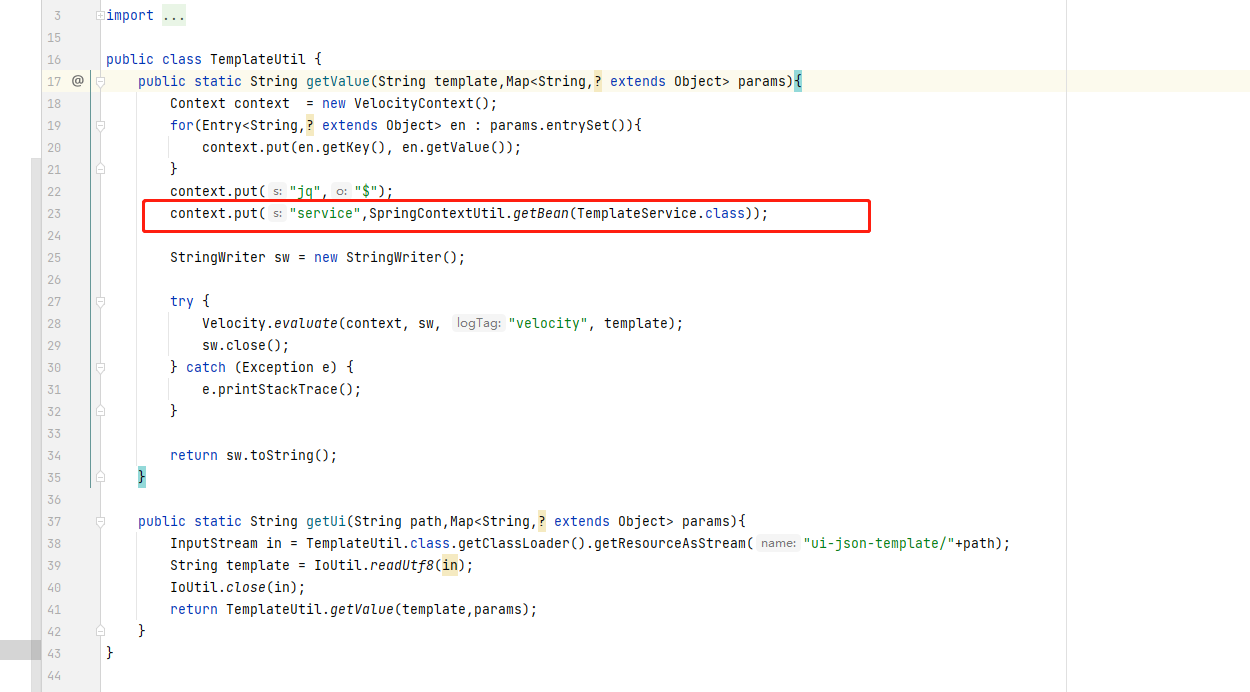 3 import ...
15
16 public class TemplateUtil {
17 @ public static String getValue(String template,Map<String,? extends Object> params){
18 Context context  = new VelocityContext();
19 for(Entry<String,? extends Object> en : params.entrySet()){
20 context.put(en.getKey(), en.getValue());
21 }
22 context.put( s: "jq", o: "$");
23 context.put( s: "service",SpringContextUtil.getBean(TemplateService.class));
24
25 StringWriter sw = new StringWriter();
26
27 try {
28 Velocity.evaluate(context, sw, logTag: "velocity", template);
29 sw.close();
30 } catch (Exception e) {
31 e.printStackTrace();
32 }
33
34 return sw.toString();
35 }
36
37 public static String getUi(String path,Map<String,? extends Object> params){
38 InputStream in = TemplateUtil.class.getClassLoader().getResourceAsStream( name: "ui-json-template/"+path);
39 String template = IoUtil.readUtf8(in);
40 IoUtil.close(in);
41 return TemplateUtil.getValue(template,params);
42 }
43 }
44